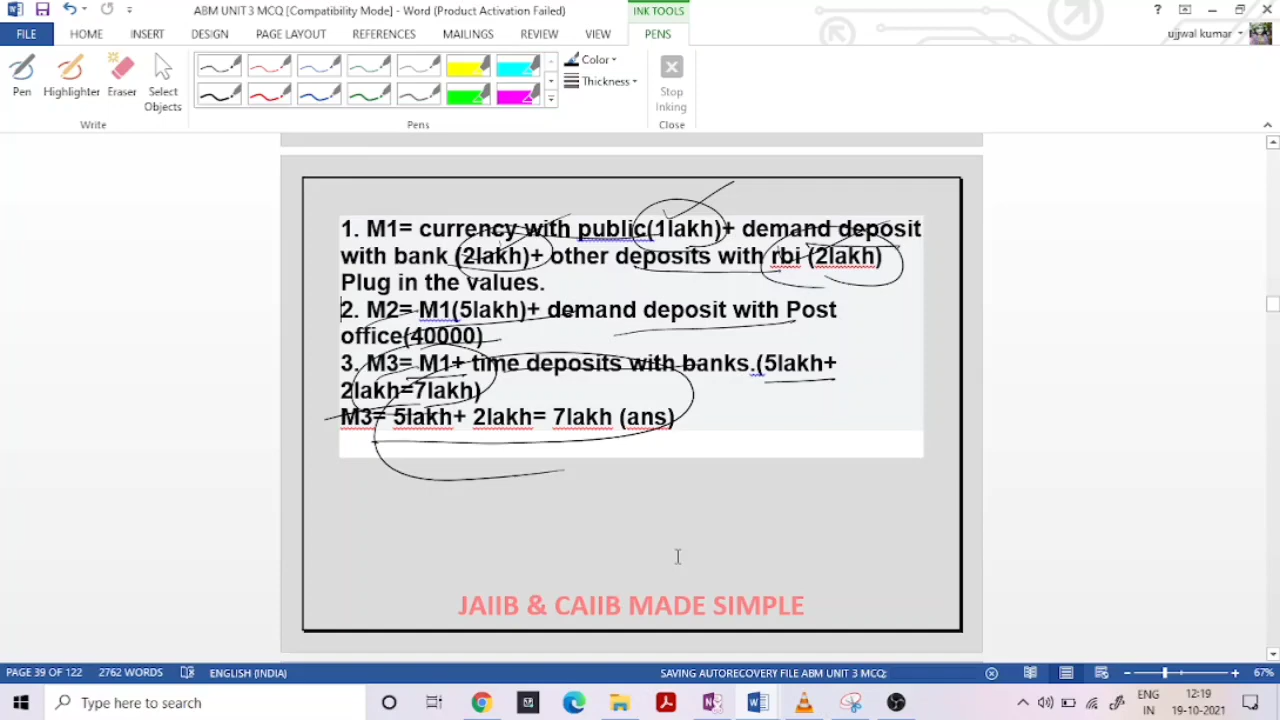 ABM UNIT 3 MCQ [Compatibility Mode] - Word (Product Activation Failed)
INK TOOLS
FILE HOME INSERT DESIGN PAGE LAYOUT REFERENCES MAILINGS REVIEW VIEW PENS
ujjwal kumar
Pen Highlighter Eraser Select Objects
Color
Thickness
Stop Inking
Write Pens Close
1. M1= currency with public(1lakh)+ demand deposit
with bank (2lakh)+ other deposits with rbi (2lakh)
Plug in the values.
2. M2= M1(5lakh)+ demand deposit with Post
office(40000)
3. M3= M1+ time deposits with banks.(5lakh+
2lakh=7lakh)
M3= 5lakh+ 2lakh= 7lakh (ans)
JAIIB & CAIIB MADE SIMPLE
PAGE 39 OF 122 2762 WORDS ENGLISH (INDIA) SAVING AUTORECOVERY FILE ABM UNIT 3 MCQ: 67%
Type here to search
ENG 12:19
IN 19-10-2021